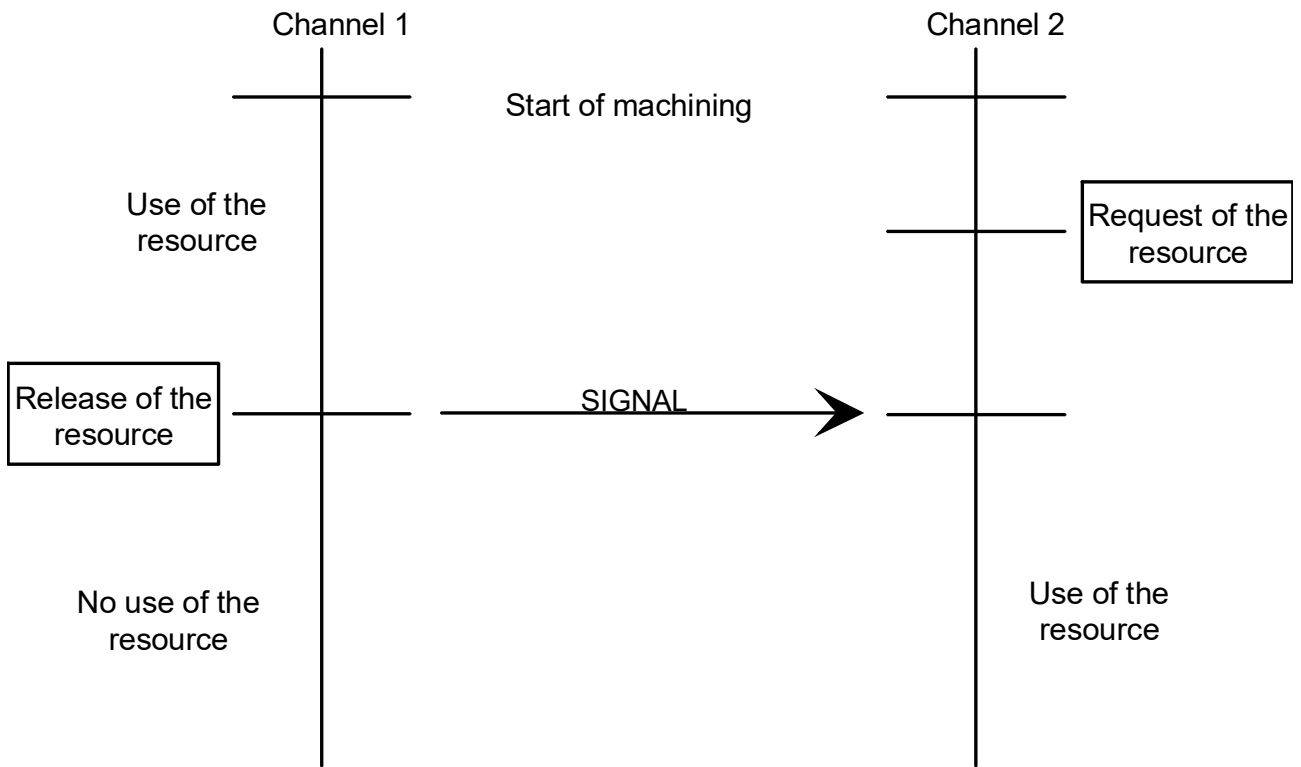 Channel 1
Channel 2
Start of machining
Use of the
resource
Request of the
resource
Release of the
resource
SIGNAL
No use of the
resource
Use of the
resource